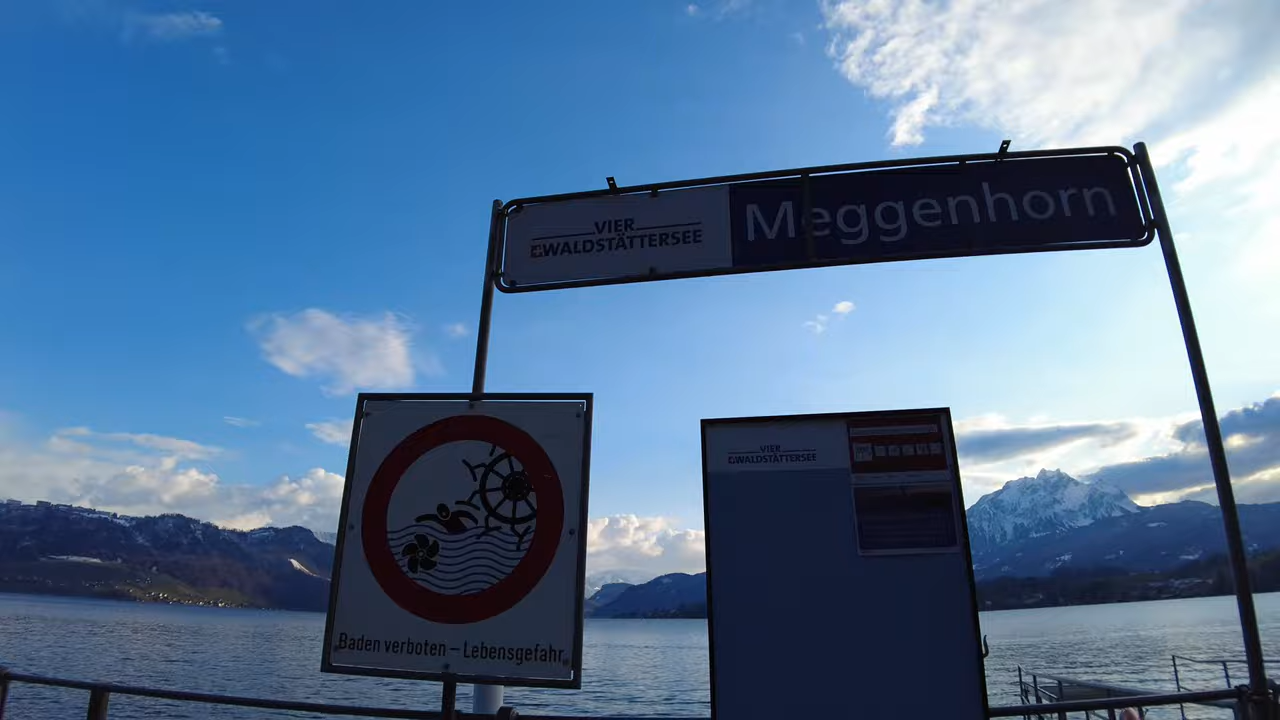 VIER
WALDSTÄTTERSEE
Meggenhorn
Baden verboten – Lebensgefahr
VIER
WALDSTÄTTERSEE